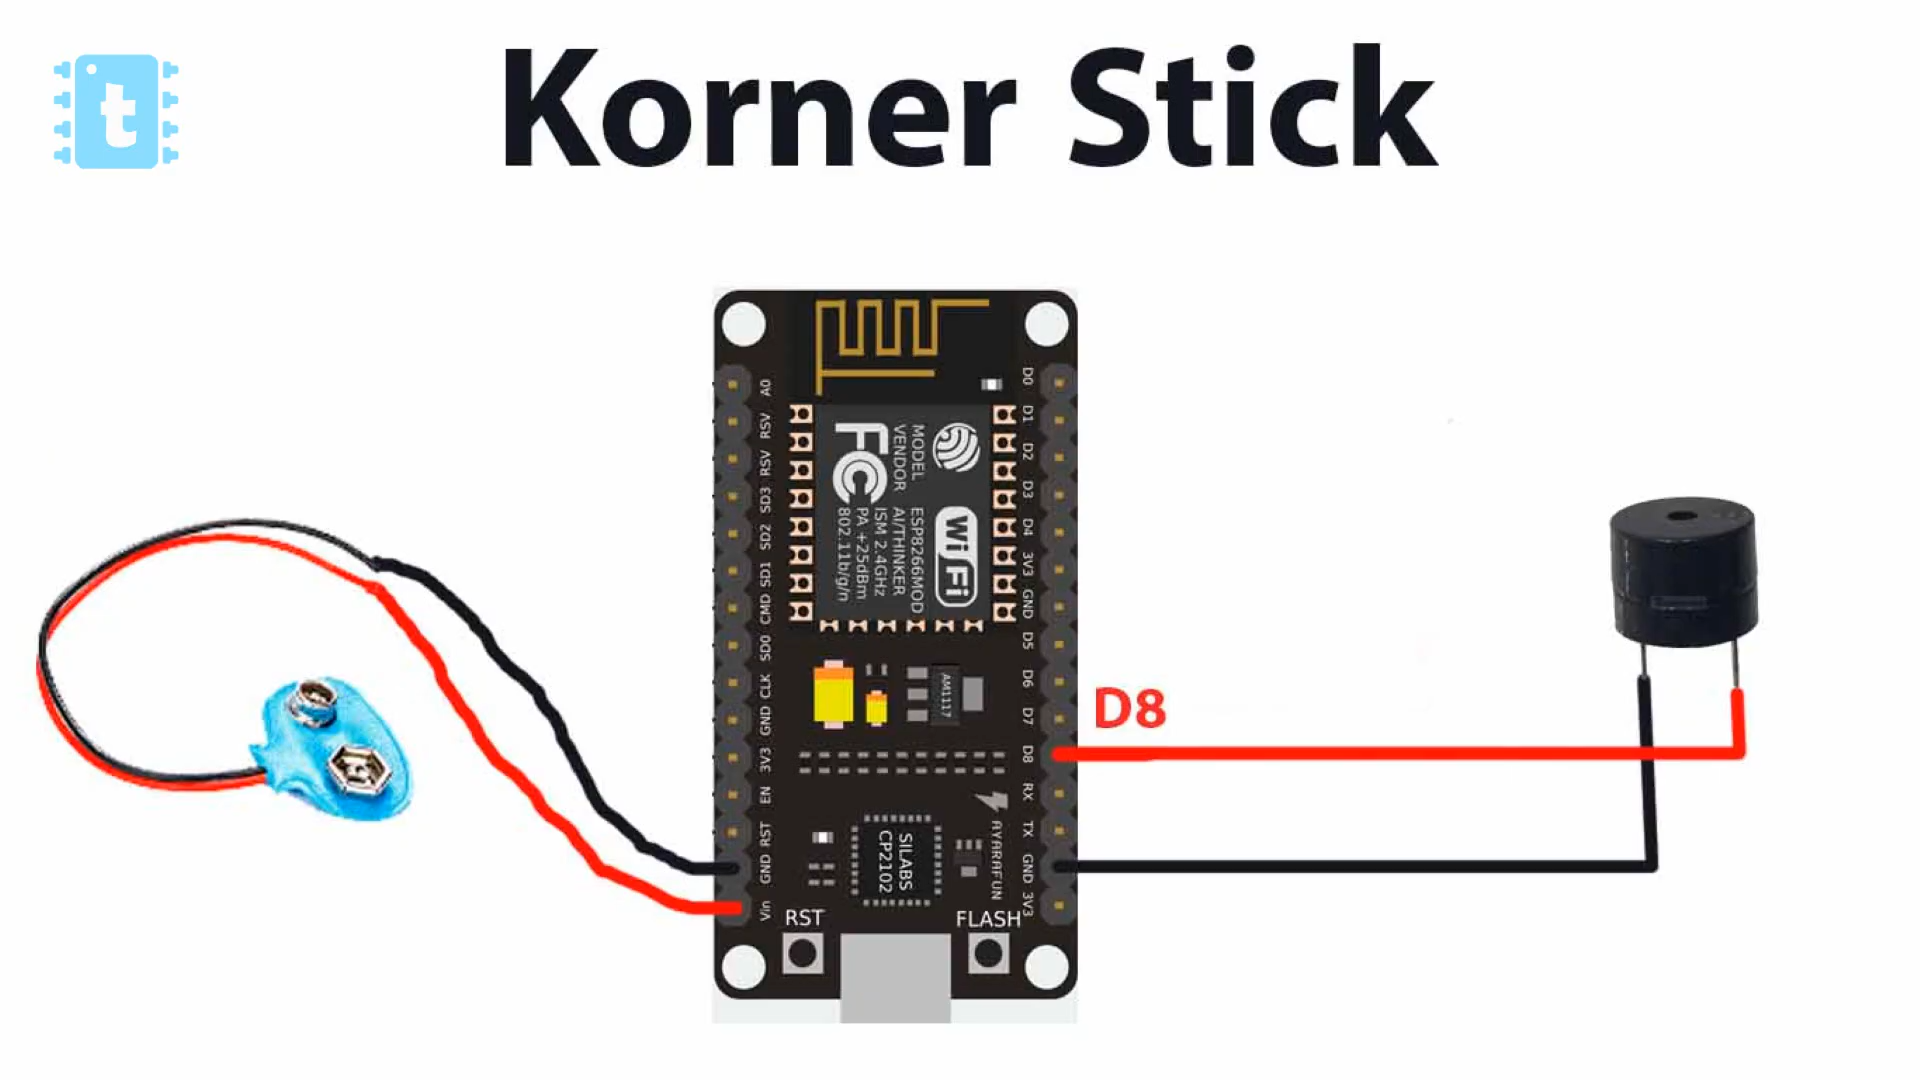 t
Korner Stick
A0
RSV
RSV
SD3
SD2
SD1
CMD
SD0
CLK
GND
3V3
EN
RST
GND
Vin
D0
D1
D2
D3
D4
3V3
GND
D5
D6
D7
D8
RX
TX
GND
3V3
FC
MODEL ESP8266MOD
VENDOR AI/THINKER
ISM 2.4GHz
PA +25dBm
802.11b/g/n
WiFi
AM1117
D8
SILABS
CP2102
AYARAFUN
RST
FLASH